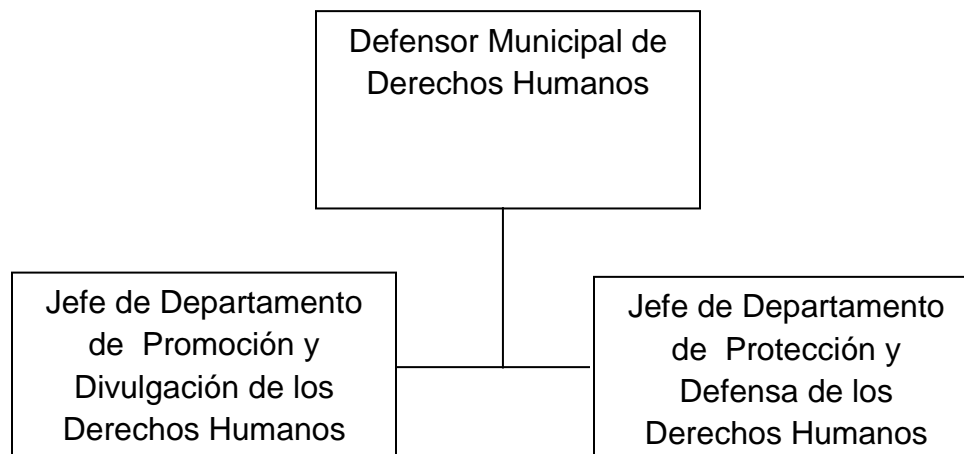 Defensor Municipal de
Derechos Humanos
Jefe de Departamento
de Promoción y
Divulgación de los
Derechos Humanos
Jefe de Departamento
de Protección y
Defensa de los
Derechos Humanos